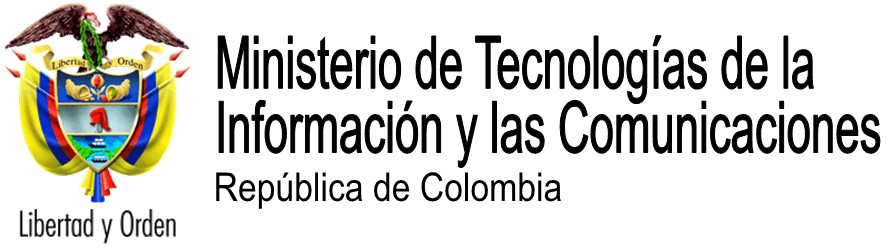 Libertad y Orden
Libertad y Orden
Ministerio de Tecnologías de la
Información y las Comunicaciones
República de Colombia